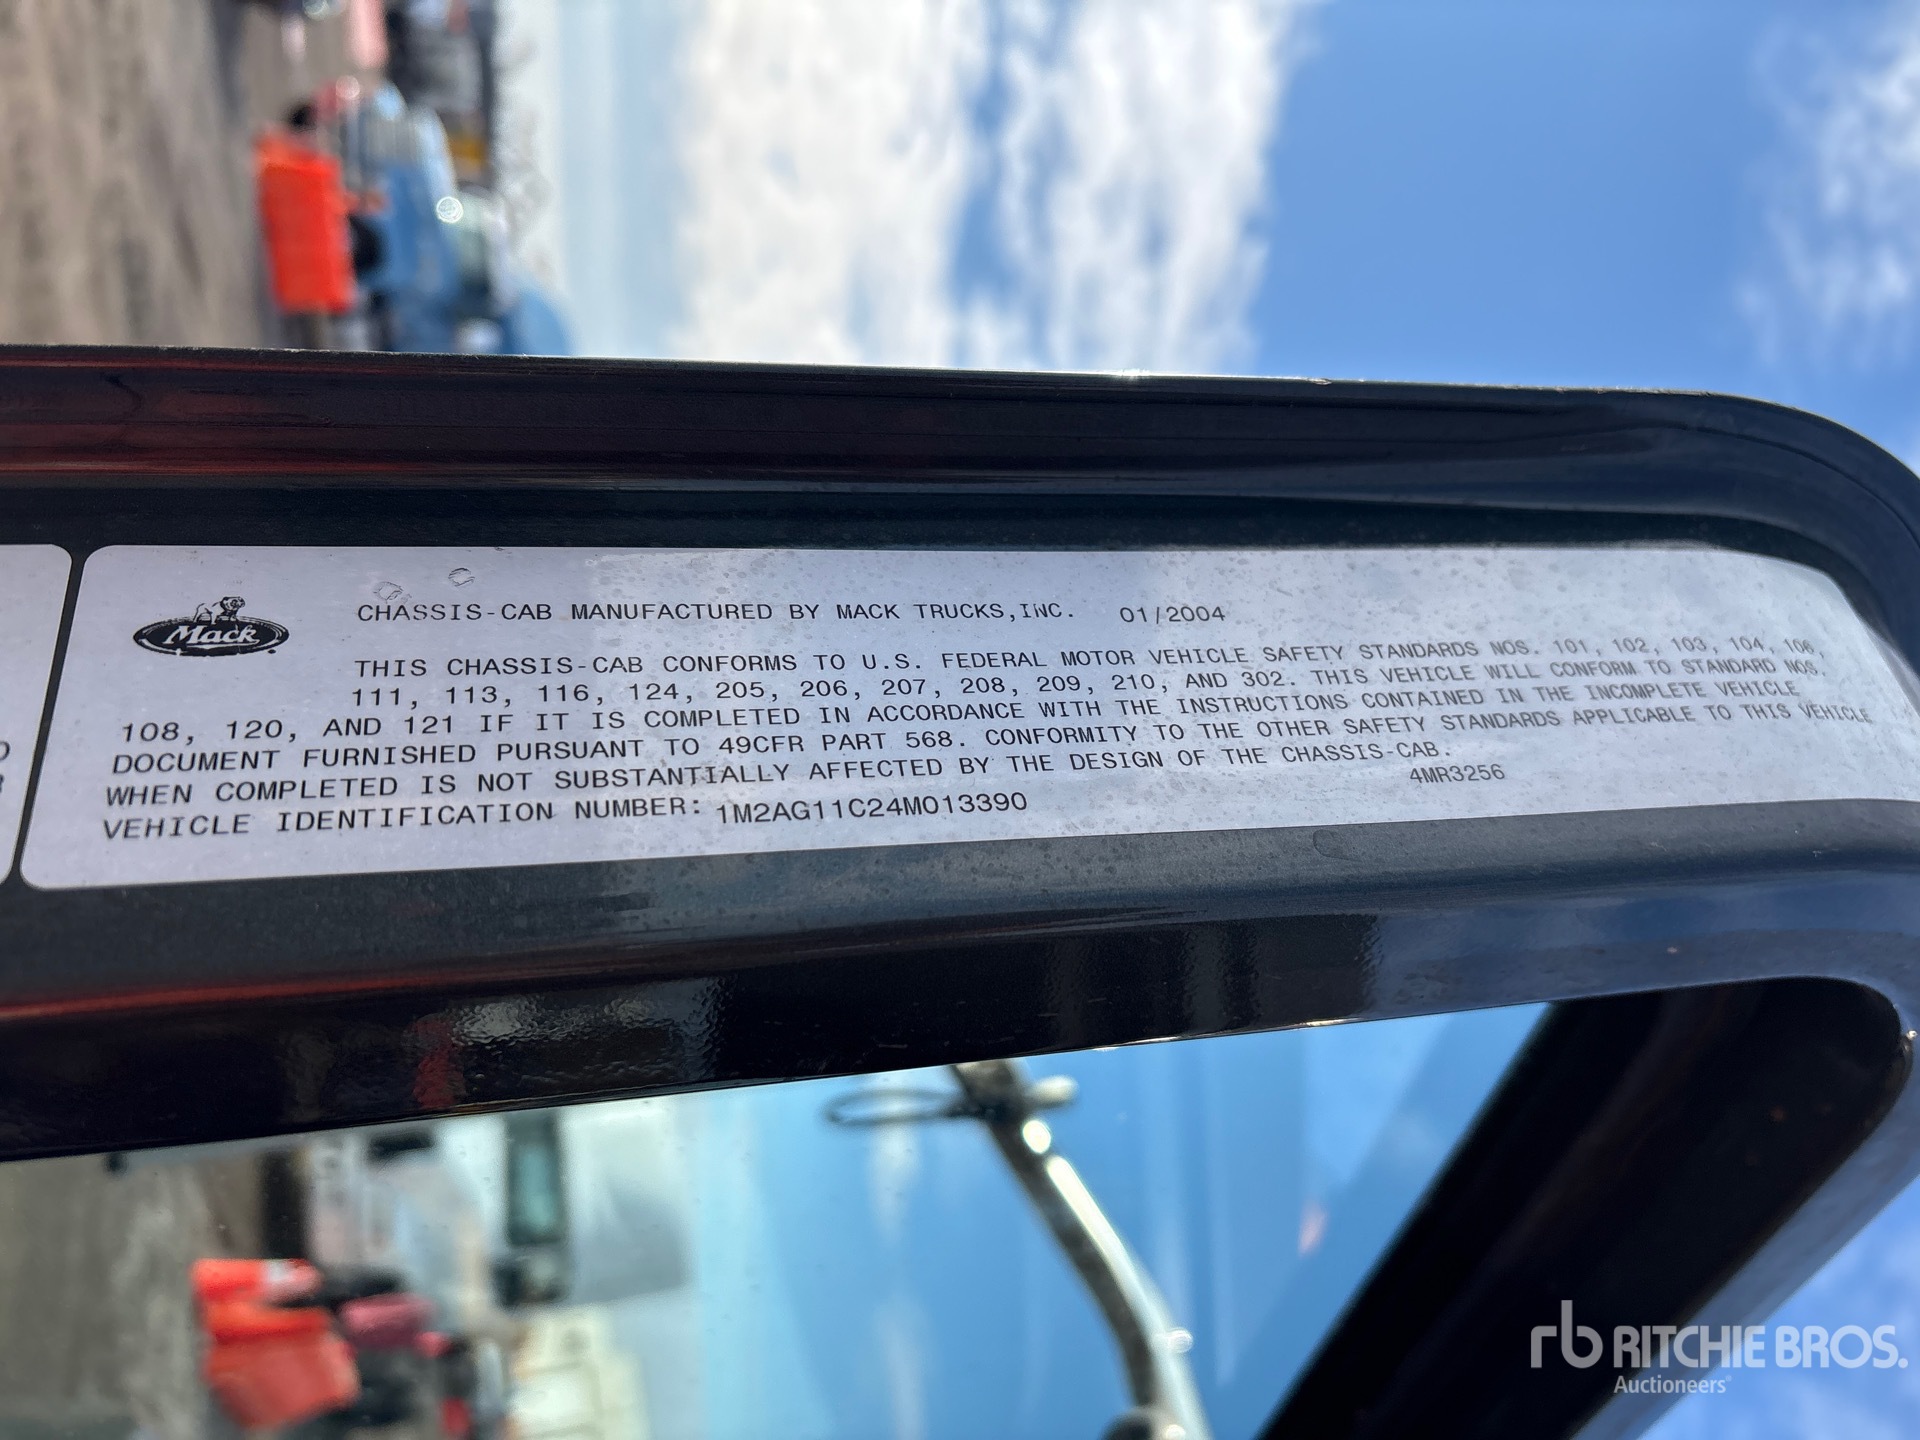 Mack
CHASSIS-CAB MANUFACTURED BY MACK TRUCKS, INC. 01/2004
THIS CHASSIS-CAB CONFORMS TO U.S. FEDERAL MOTOR VEHICLE SAFETY STANDARDS NOS. 101, 102, 103, 104, 106,
111, 113, 116, 124, 205, 206, 207, 208, 209, 210, AND 302. THIS VEHICLE WILL CONFORM TO STANDARD NOS.
108, 120, AND 121 IF IT IS COMPLETED IN ACCORDANCE WITH THE INSTRUCTIONS CONTAINED IN THE INCOMPLETE VEHICLE
DOCUMENT FURNISHED PURSUANT TO 49CFR PART 568. CONFORMITY TO THE OTHER SAFETY STANDARDS APPLICABLE TO THIS VEHICLE
WHEN COMPLETED IS NOT SUBSTANTIALLY AFFECTED BY THE DESIGN OF THE CHASSIS-CAB.
VEHICLE IDENTIFICATION NUMBER: 1M2AG11C24M013390 4MR3256
rb RITCHIE BROS.
Auctioneers